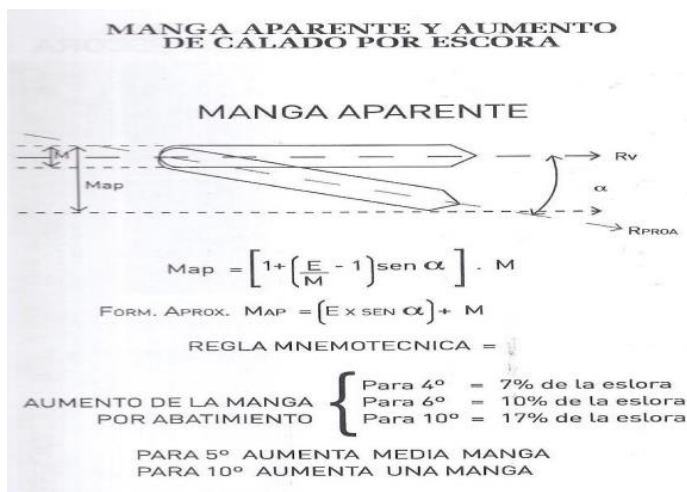 MANGA APARENTE Y AUMENTO
DE CALADO POR ESCORA
MANGA APARENTE
M
Map
Rv
α
RPROA
Map = [1+(E/M - 1)sen α] . M
FORM. APROX. MAP = (E x SEN α)+ M
REGLA MNEMOTECNICA =
AUMENTO DE LA MANGA
POR ABATIMIENTO
Para 4º = 7% de la eslora
Para 6º = 10% de la eslora
Para 10º = 17% de la eslora
PARA 5º AUMENTA MEDIA MANGA
PARA 10º AUMENTA UNA MANGA